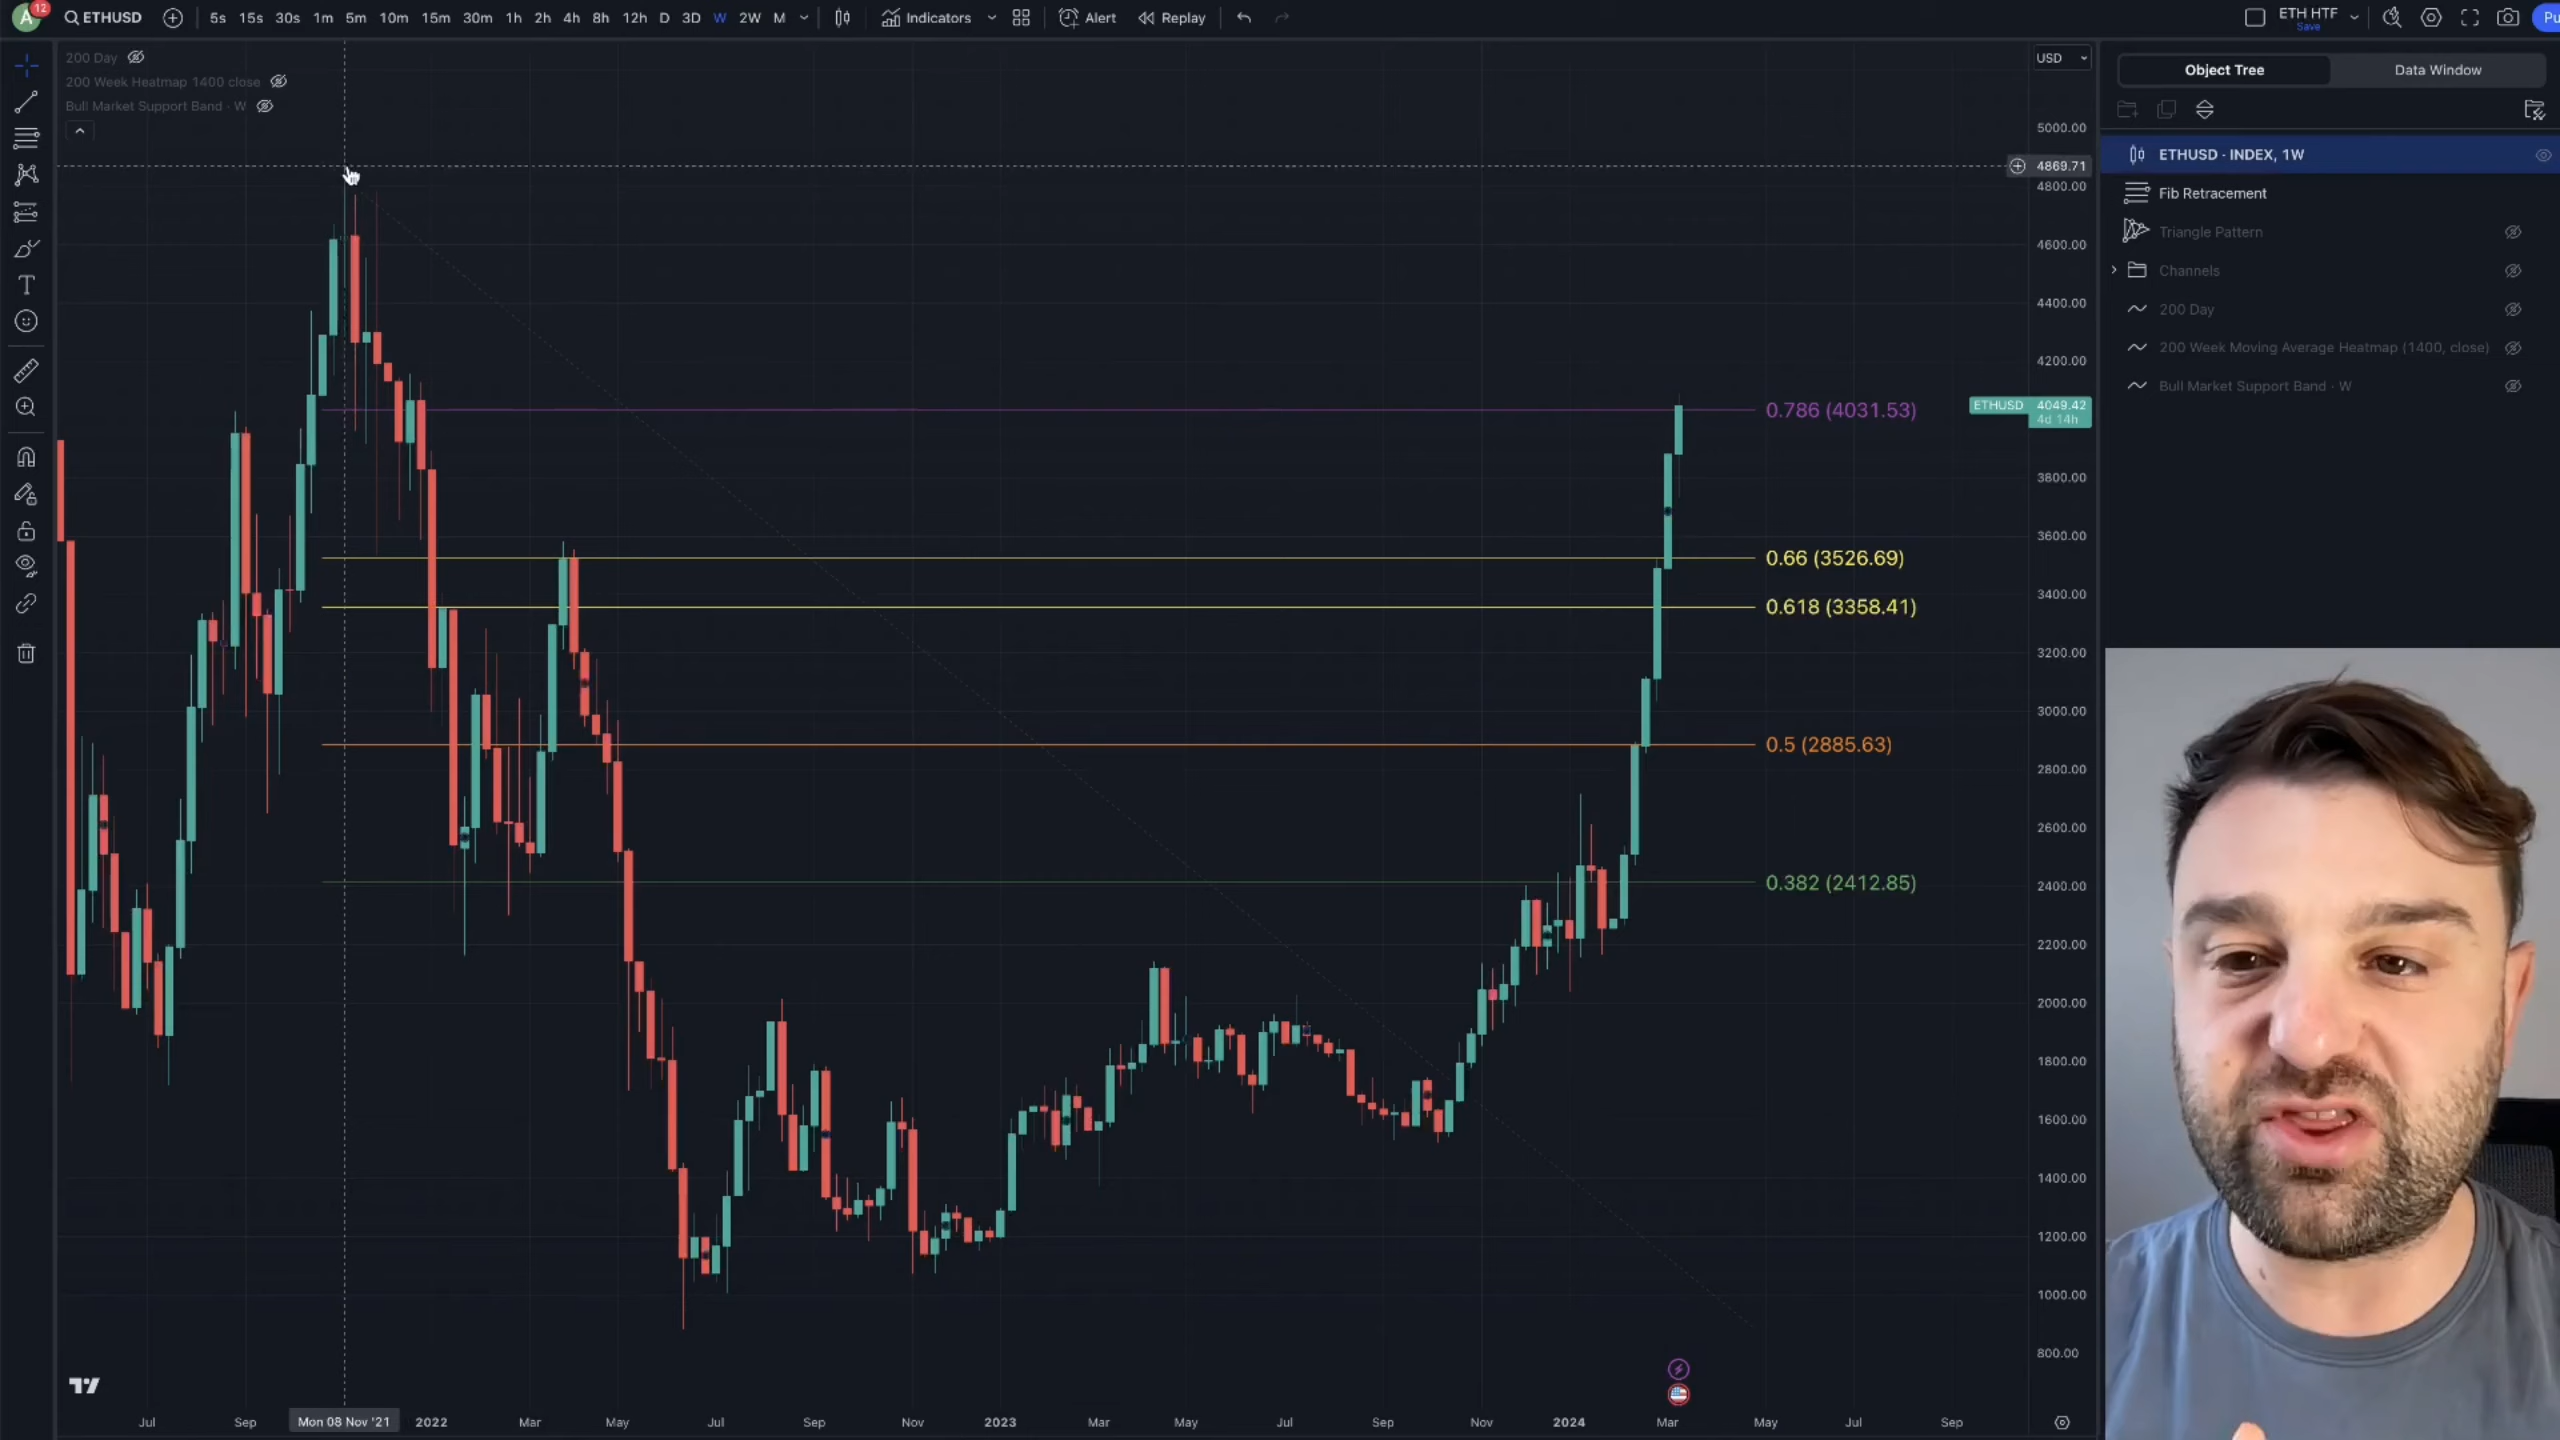 A 12 ETHUSD 5s 15s 30s 1m 5m 10m 15m 30m 1h 2h 4h 8h 12h D 3D W 2W M Indicators Alert Replay ETH HTF Save Pu
200 Day
200 Week Heatmap 1400 close
Bull Market Support Band · W
USD
5000.00
4869.71
4800.00
4600.00
4400.00
4200.00
ETHUSD 4049.42
4d 14h
3800.00
3600.00
3400.00
3200.00
3000.00
2800.00
2600.00
2400.00
2200.00
2000.00
1800.00
1600.00
1400.00
1200.00
1000.00
800.00
0.786 (4031.53)
0.66 (3526.69)
0.618 (3358.41)
0.5 (2885.63)
0.382 (2412.85)
Jul Sep Mon 08 Nov '21 2022 Mar May Jul Sep Nov 2023 Mar May Jul Sep Nov 2024 Mar May Jul Sep
Object Tree Data Window
ETHUSD · INDEX, 1W
Fib Retracement
Triangle Pattern
Channels
200 Day
200 Week Moving Average Heatmap (1400, close)
Bull Market Support Band · W